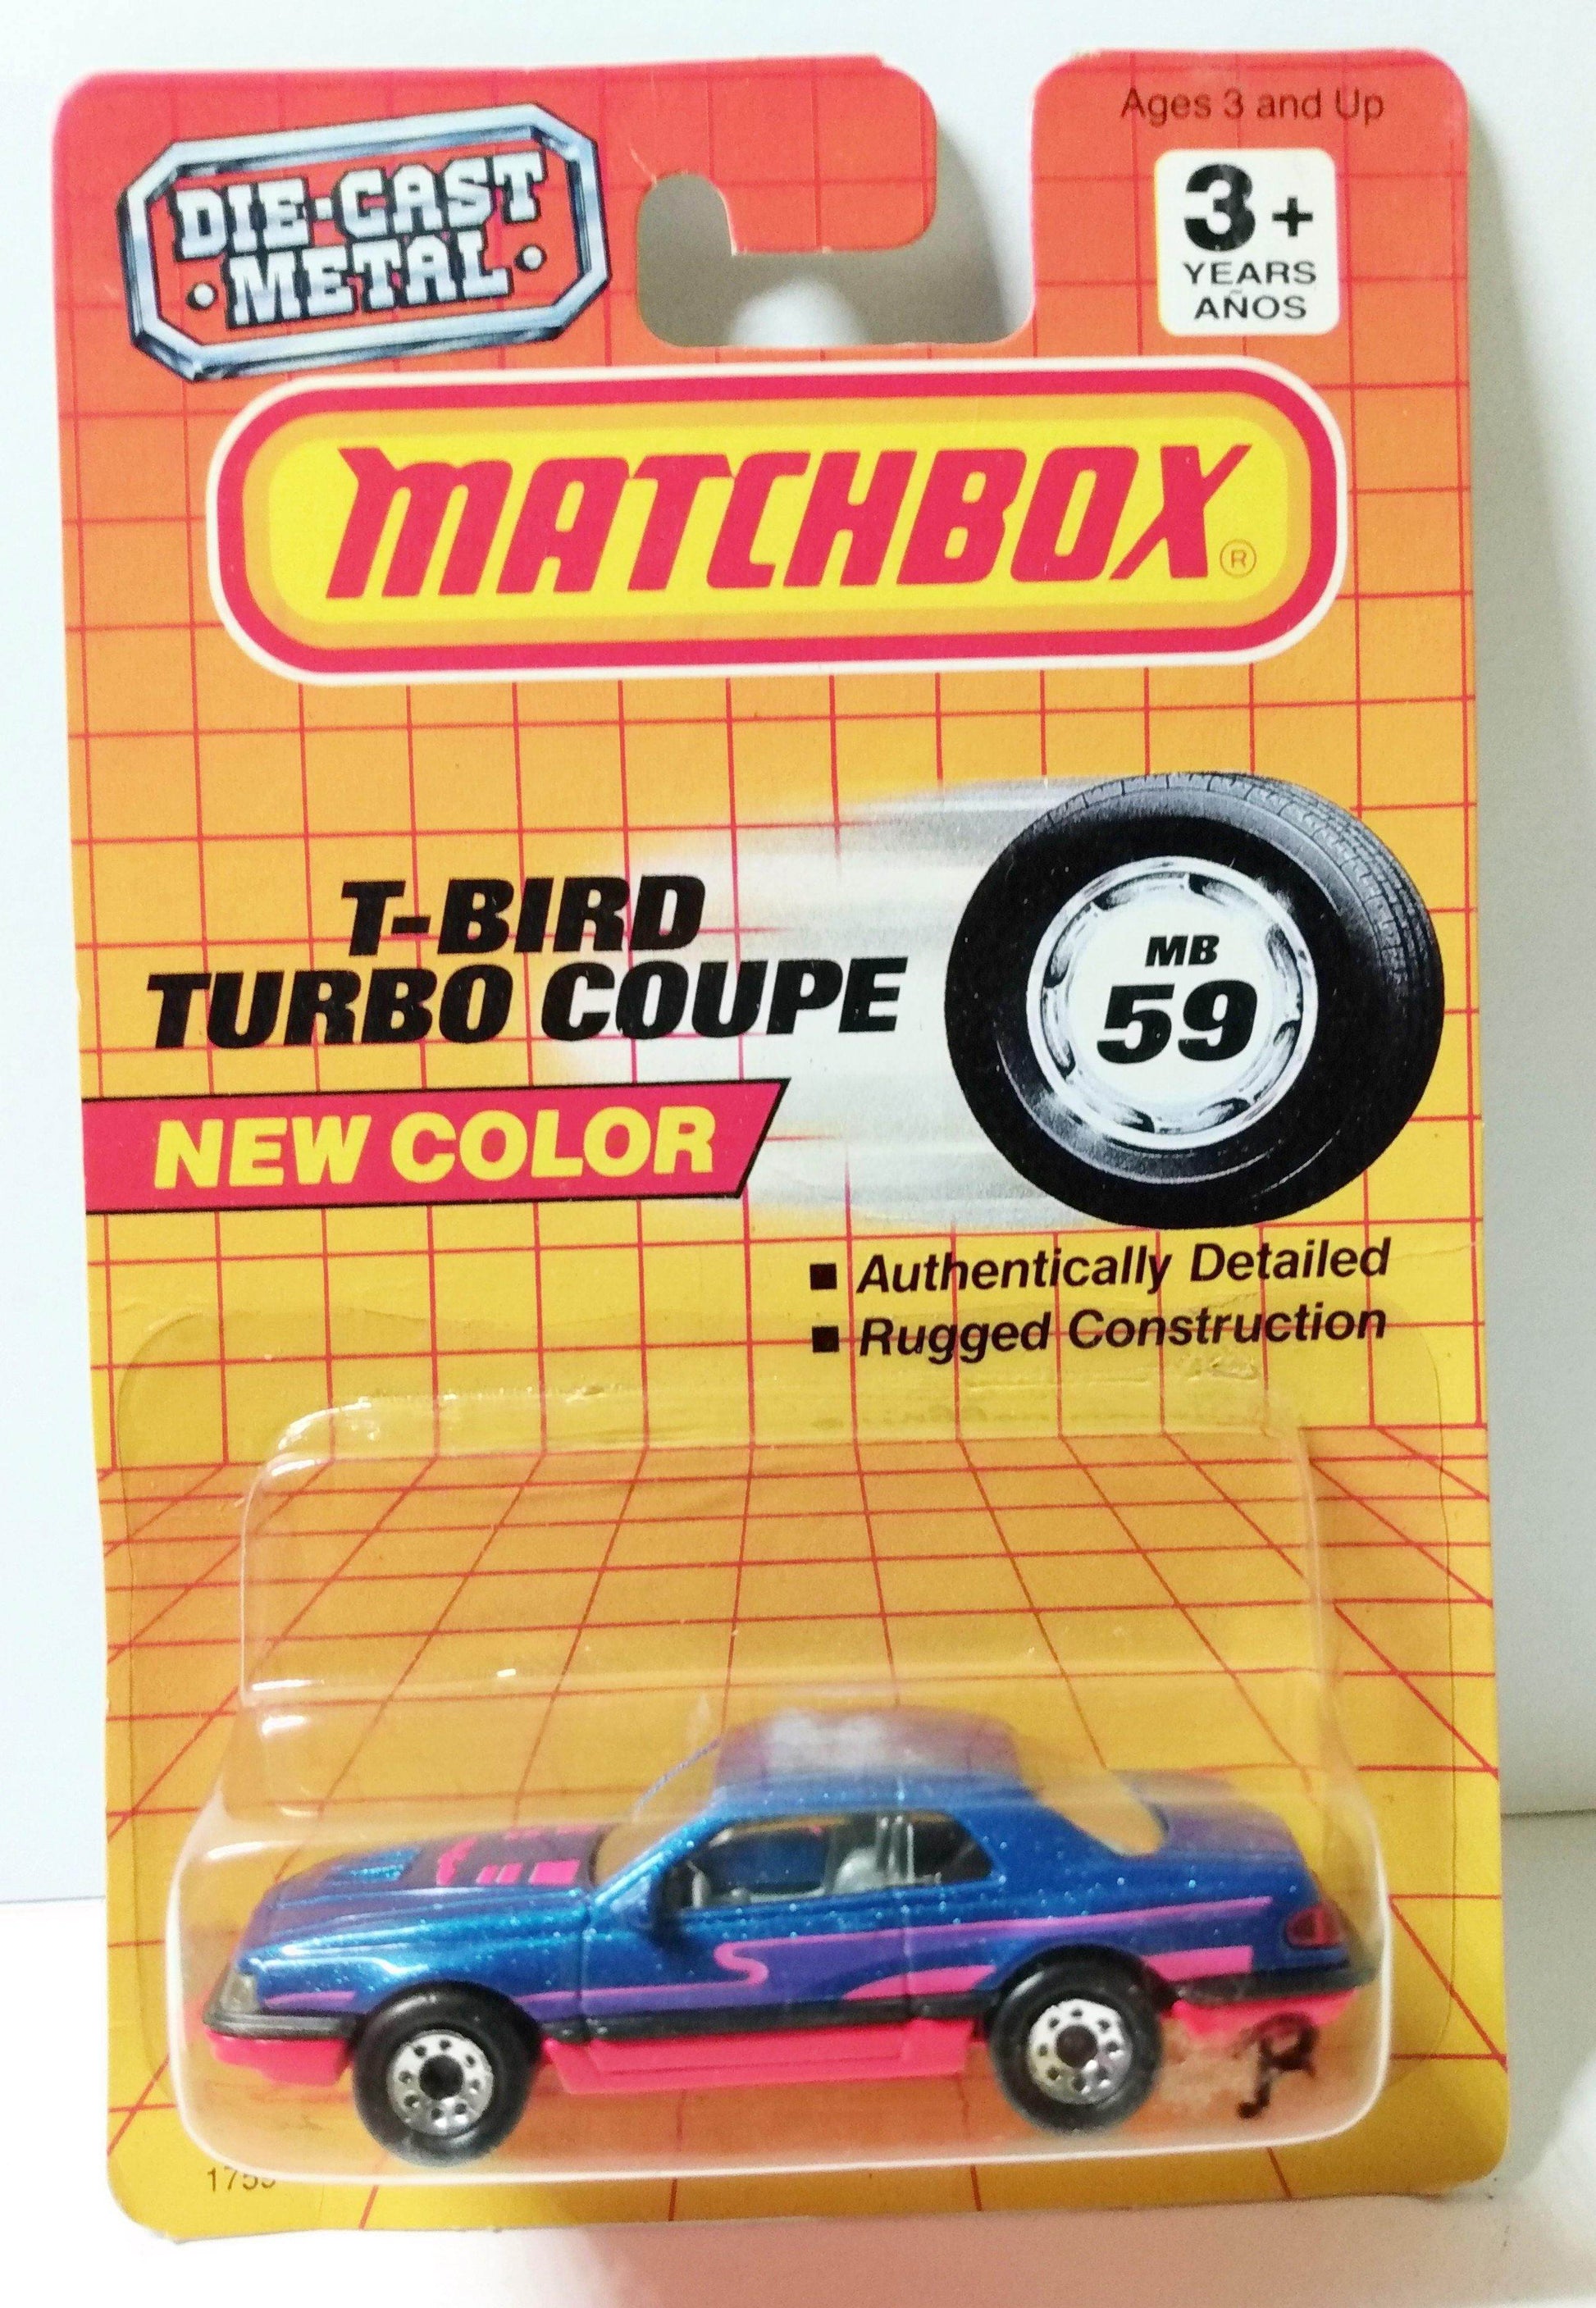 Ages 3 and Up
DIE-CAST
• METAL •
3+
YEARS
AÑOS
MATCHBOX®
T-BIRD
TURBO COUPE
MB
59
NEW COLOR
■ Authentically Detailed
■ Rugged Construction